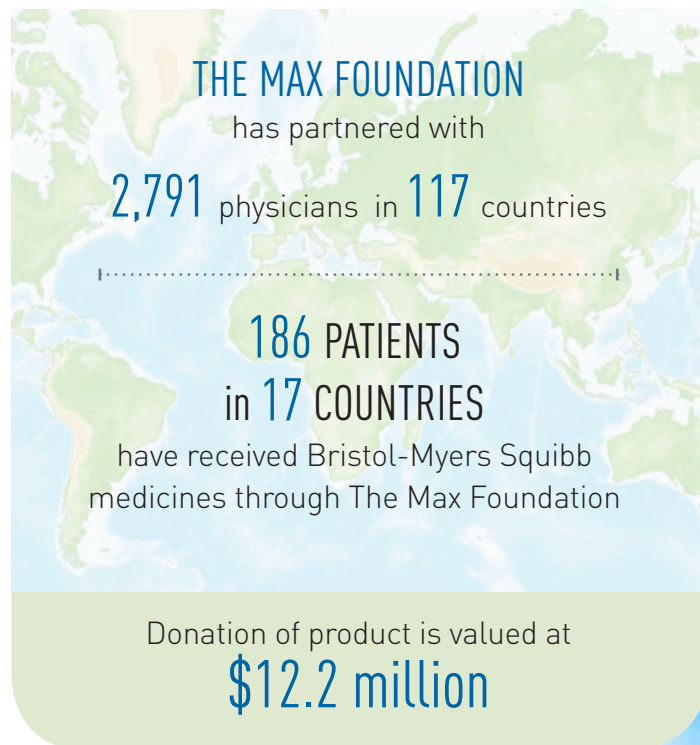 THE MAX FOUNDATION
has partnered with
2,791 physicians in 117 countries
186 PATIENTS
in 17 COUNTRIES
have received Bristol-Myers Squibb
medicines through The Max Foundation
Donation of product is valued at
$12.2 million